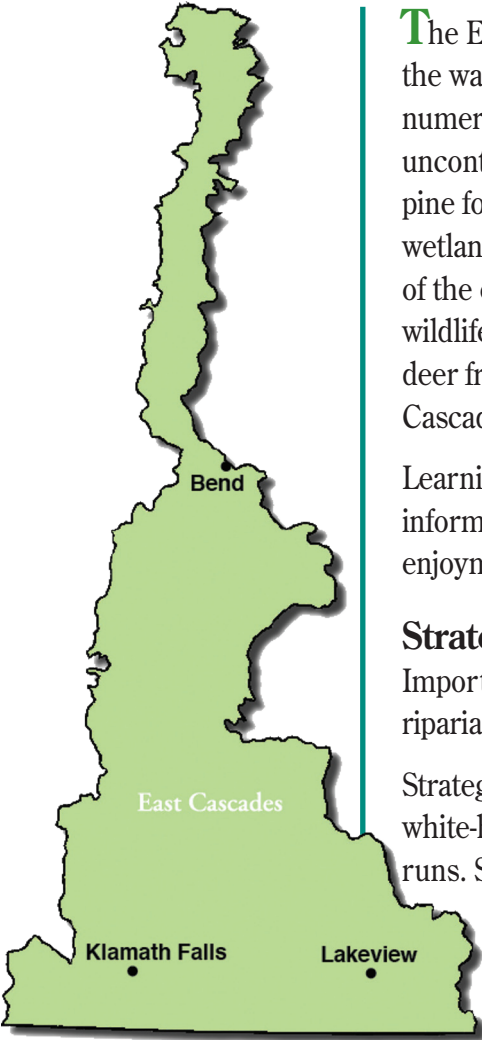 The E
the wa
numer
uncont
pine fo
wetlan
of the
wildlife
deer fr
Cascad
Learni
inform
enjoym
Strate
Import
riparia
Strateg
white-h
runs. S
Bend
East Cascades
Klamath Falls
Lakeview